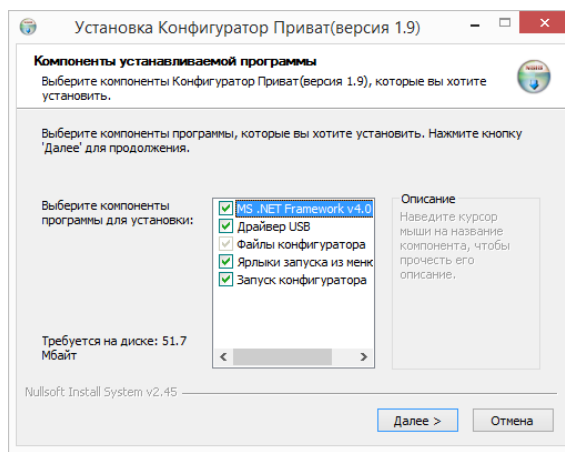 Установка Конфигуратор Приват(версия 1.9)
Компоненты устанавливаемой программы
Выберите компоненты Конфигуратор Приват(версия 1.9), которые вы хотите
установить.
Выберите компоненты программы, которые вы хотите установить. Нажмите кнопку
'Далее' для продолжения.
Выберите компоненты
программы для установки:
MS .NET Framework v4.0
Драйвер USB
Файлы конфигуратора
Ярлыки запуска из меню
Запуск конфигуратора
Описание
Наведите курсор
мыши на название
компонента, чтобы
прочесть его
описание.
Требуется на диске: 51.7
Мбайт
Nullsoft Install System v2.45
Далее >
Отмена